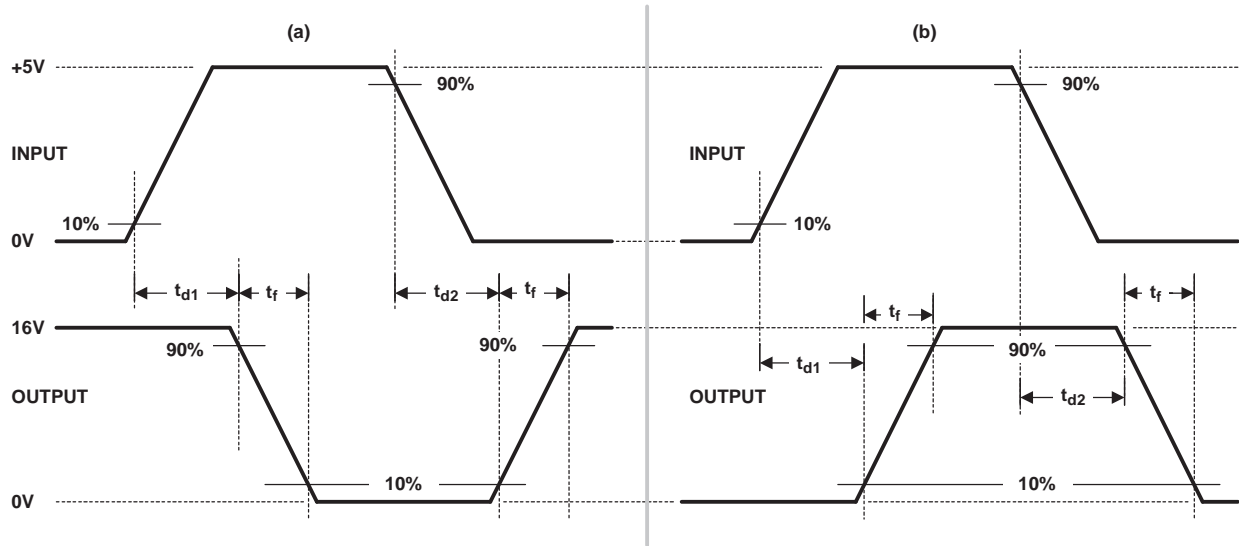 (a)
+5V
90%
INPUT
10%
0V
td1
tf
td2
tf
16V
90%
90%
OUTPUT
10%
0V
(b)
90%
INPUT
10%
tf
tf
90%
td1
OUTPUT
td2
10%